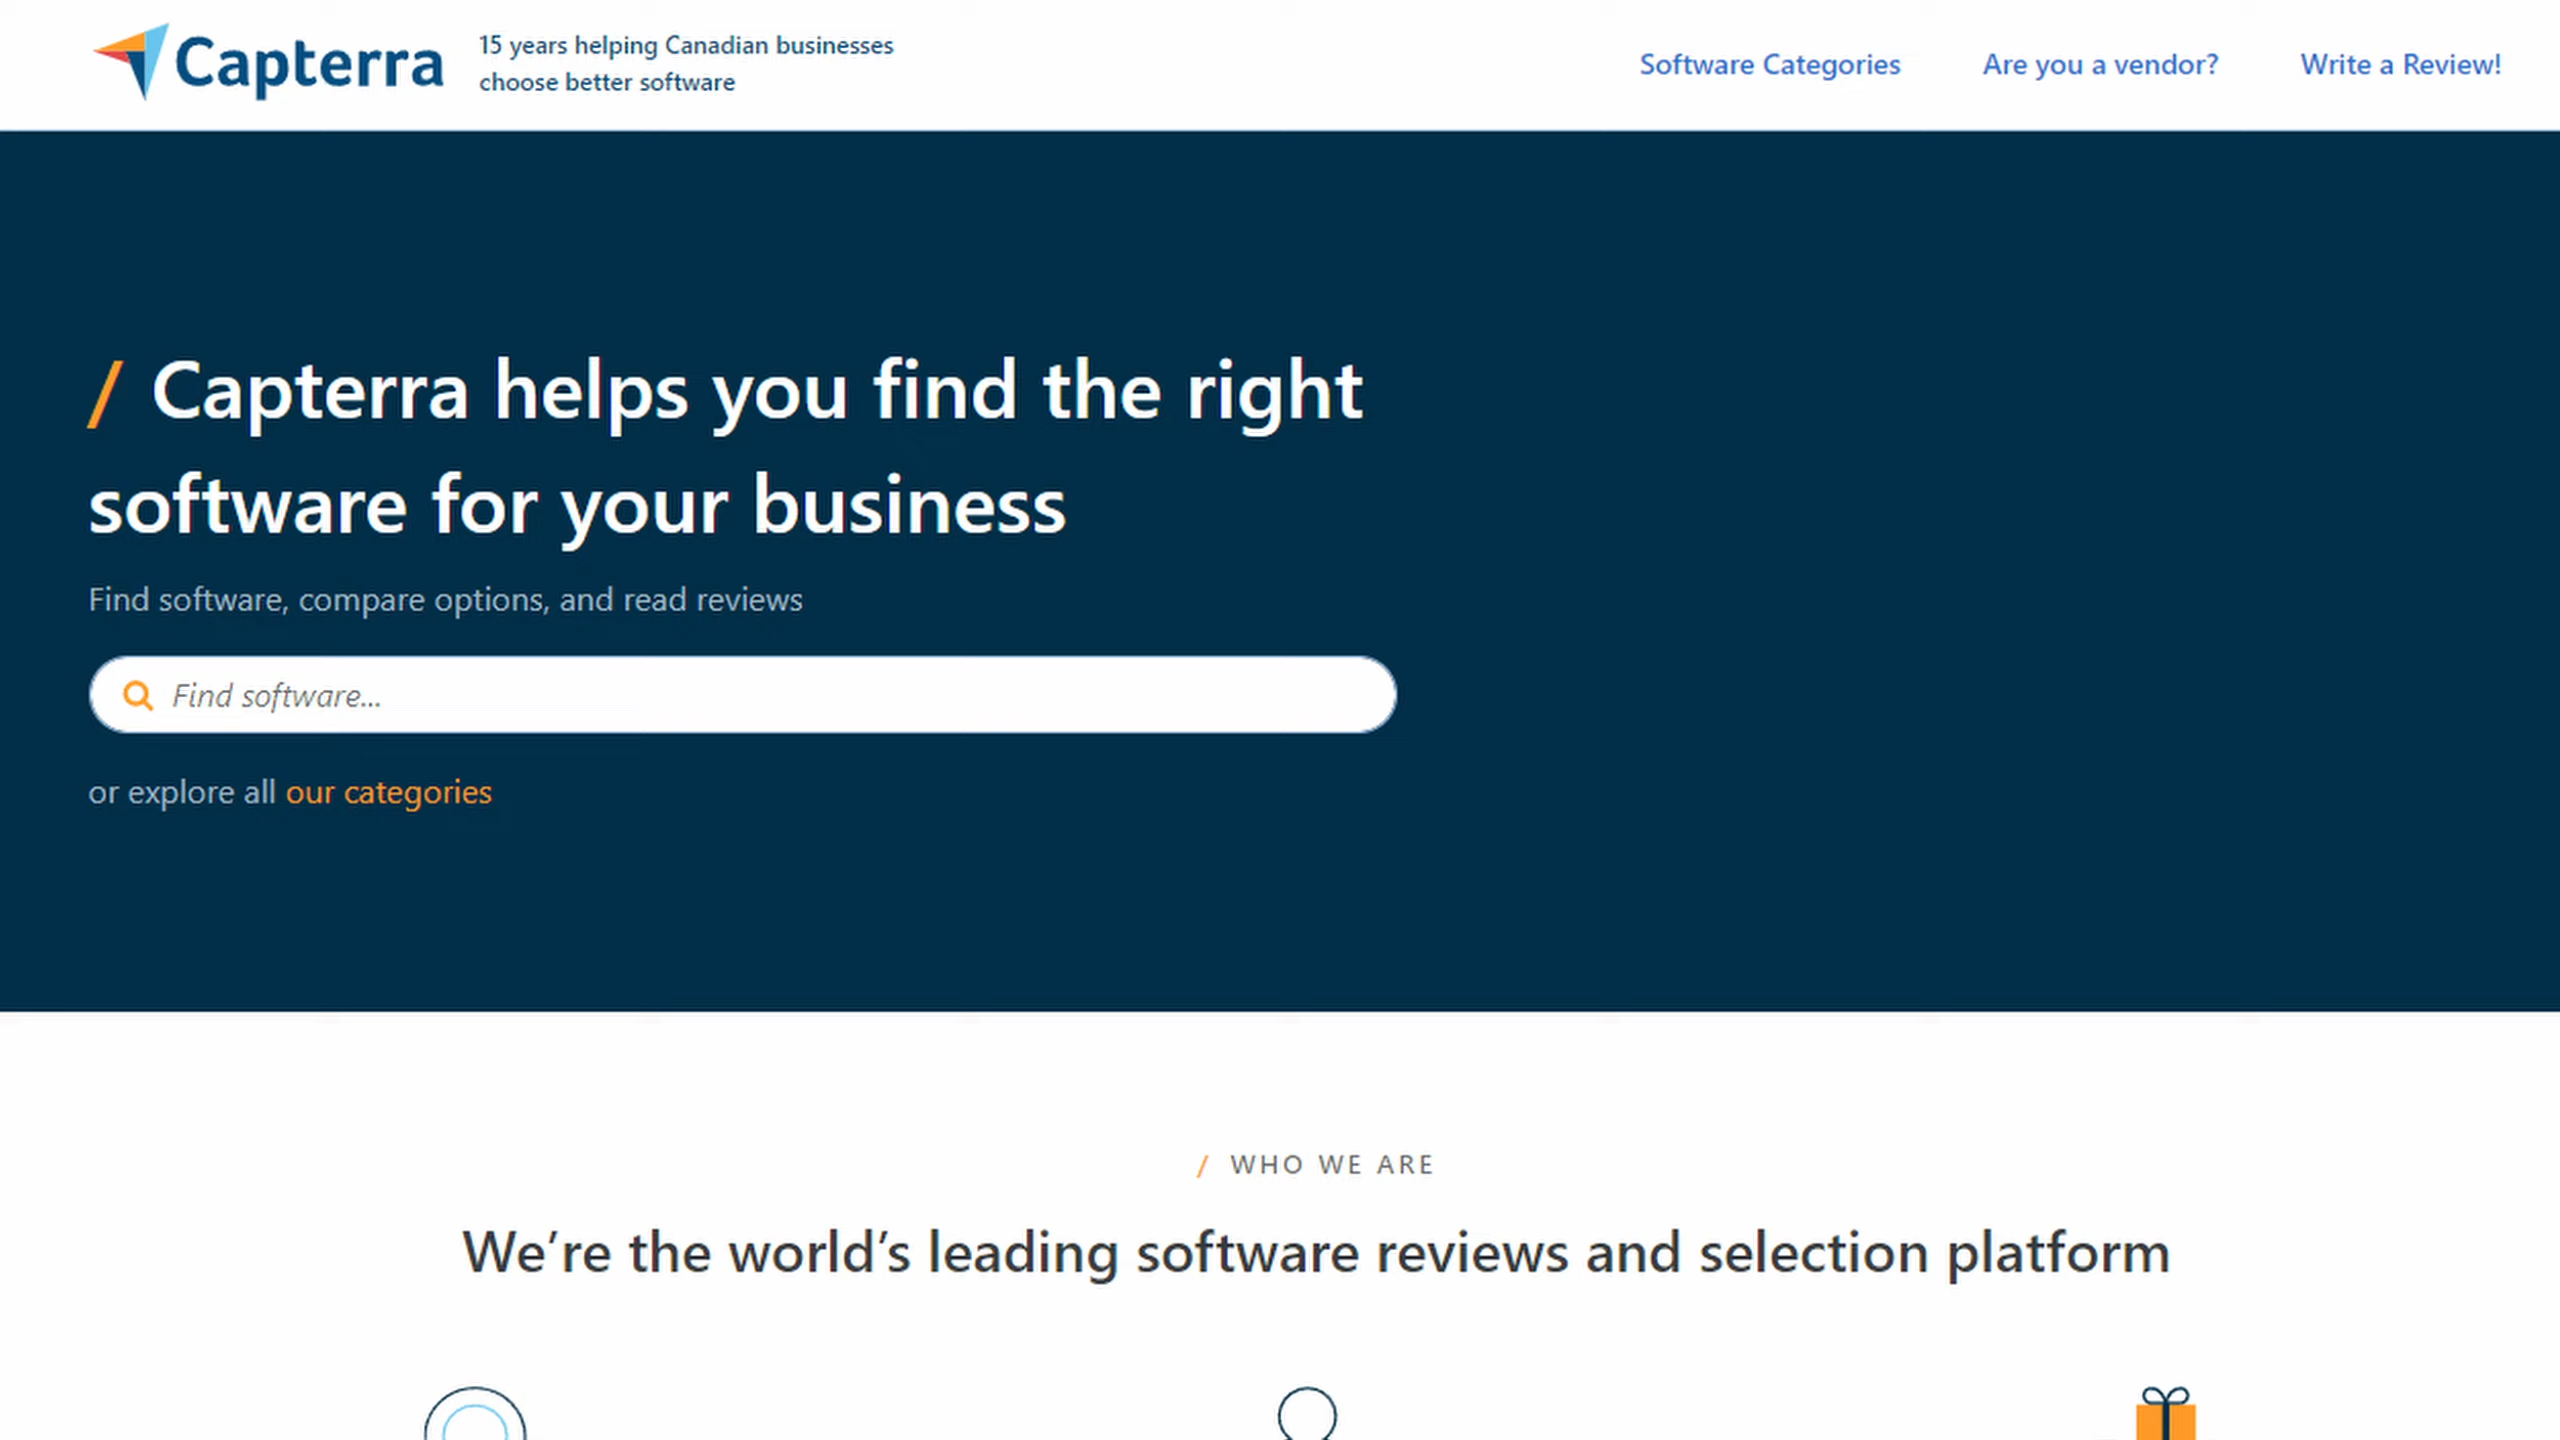 Capterra
15 years helping Canadian businesses
choose better software
Software Categories
Are you a vendor?
Write a Review!
/ Capterra helps you find the right
software for your business
Find software, compare options, and read reviews
Find software...
or explore all our categories
/ WHO WE ARE
We’re the world’s leading software reviews and selection platform